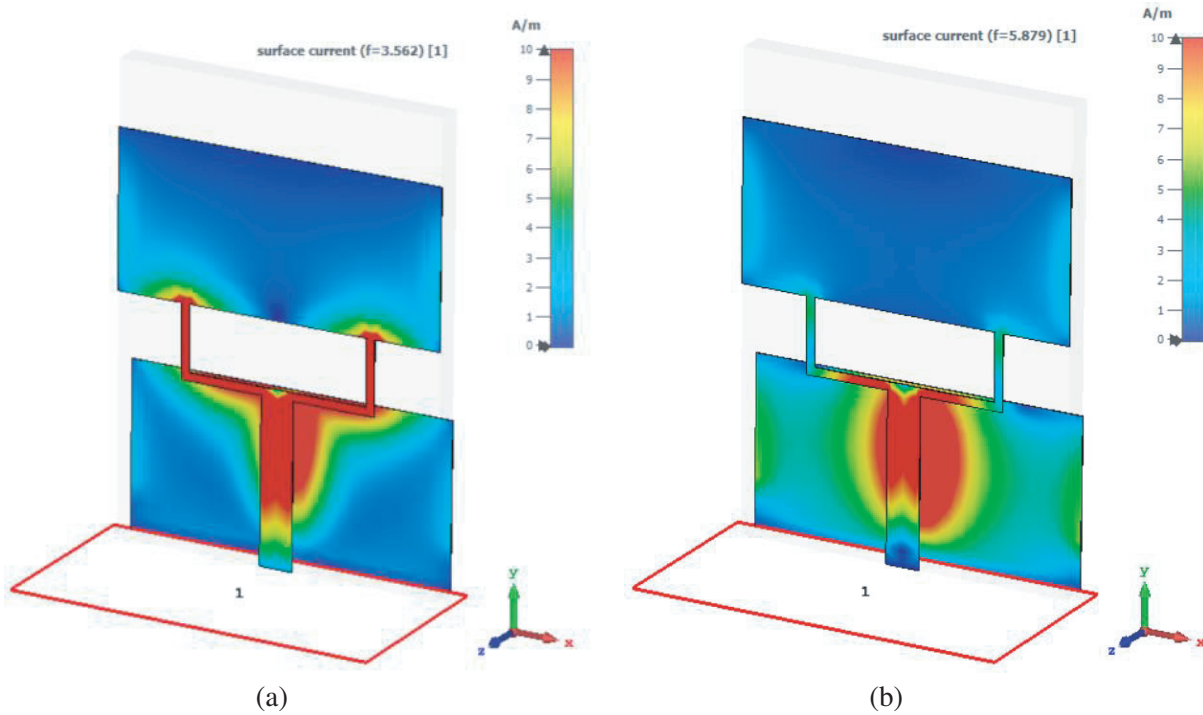 A/m
surface current (f=3.562) [1]
10
9
8
7
6
5
4
3
2
1
0
1
y
x
z
(a)
A/m
surface current (f=5.879) [1]
10
9
8
7
6
5
4
3
2
1
0
1
y
x
z
(b)